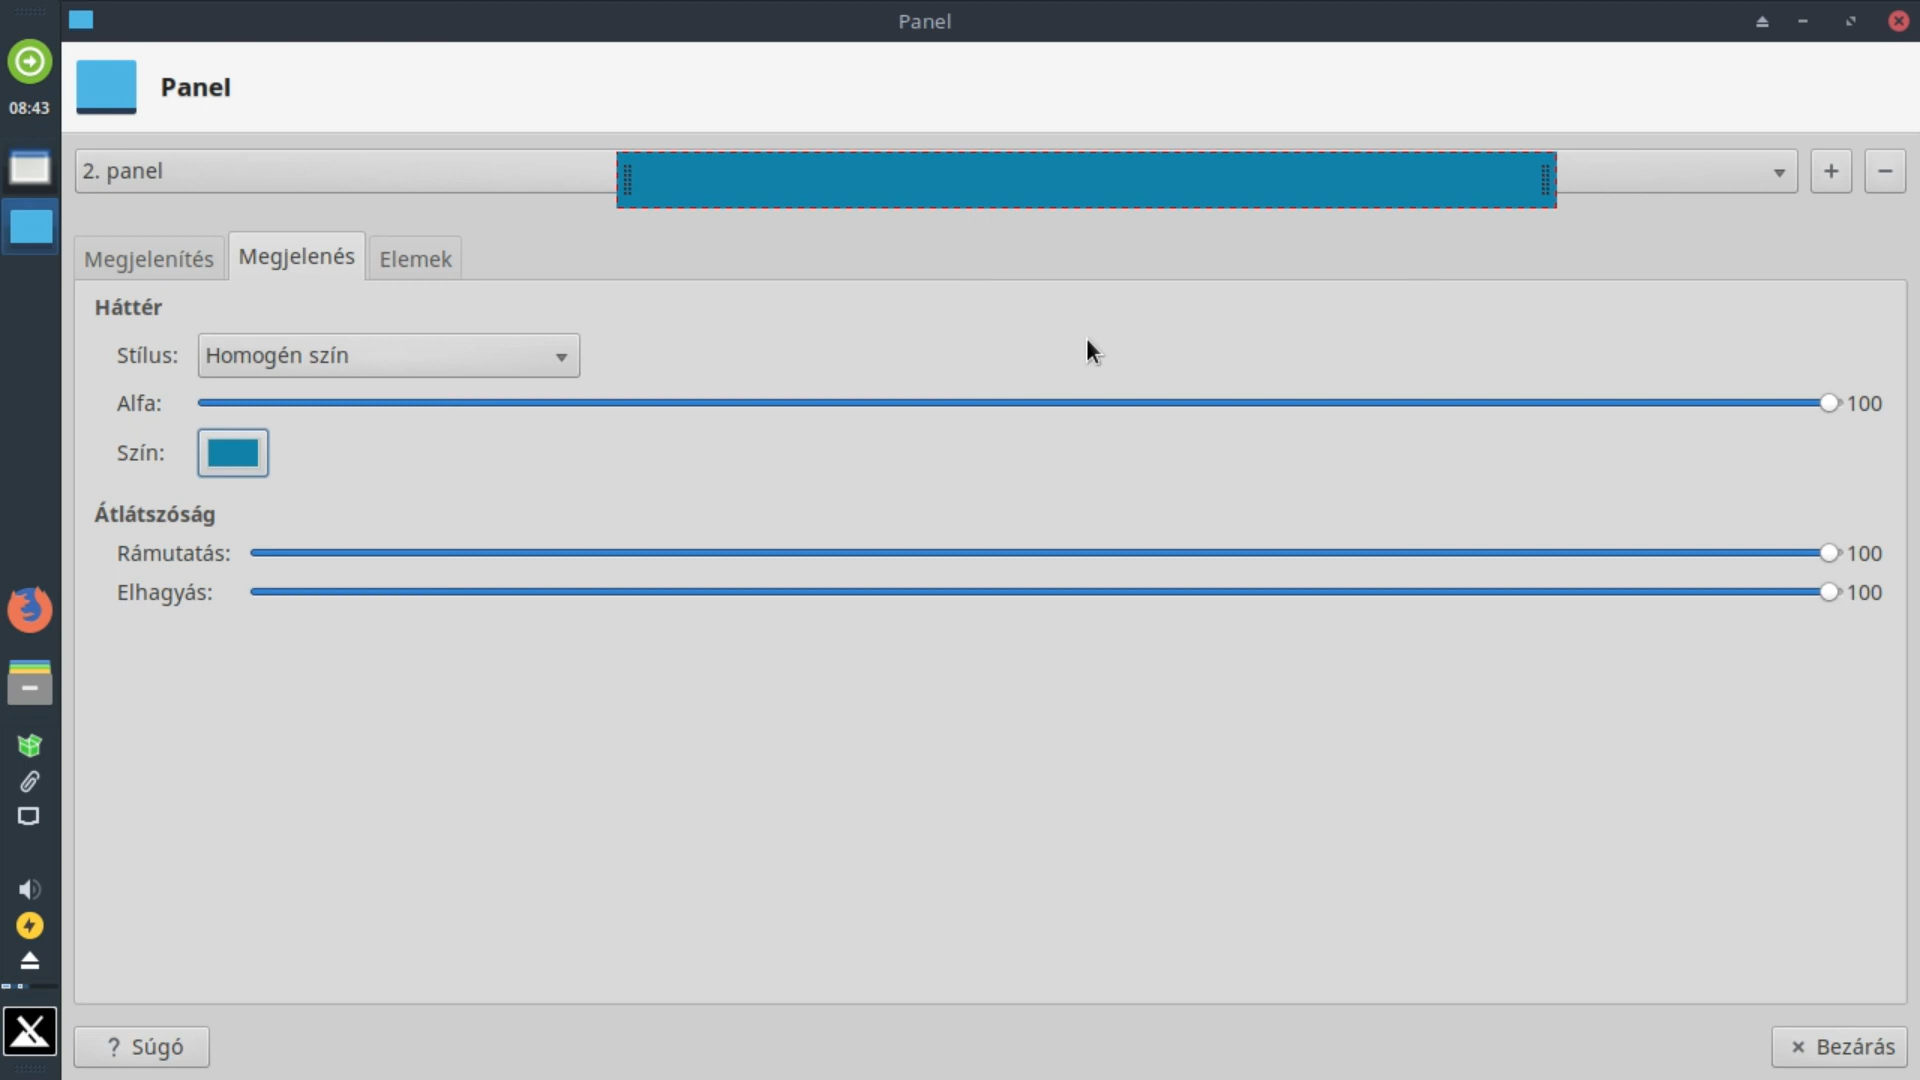 Panel
Panel
08:43
2. panel
Megjelenítés
Megjelenés
Elemek
Háttér
Stílus: Homogén szín
Alfa: 100
Szín:
Átlátszóság
Rámutatás: 100
Elhagyás: 100
? Súgó
× Bezárás